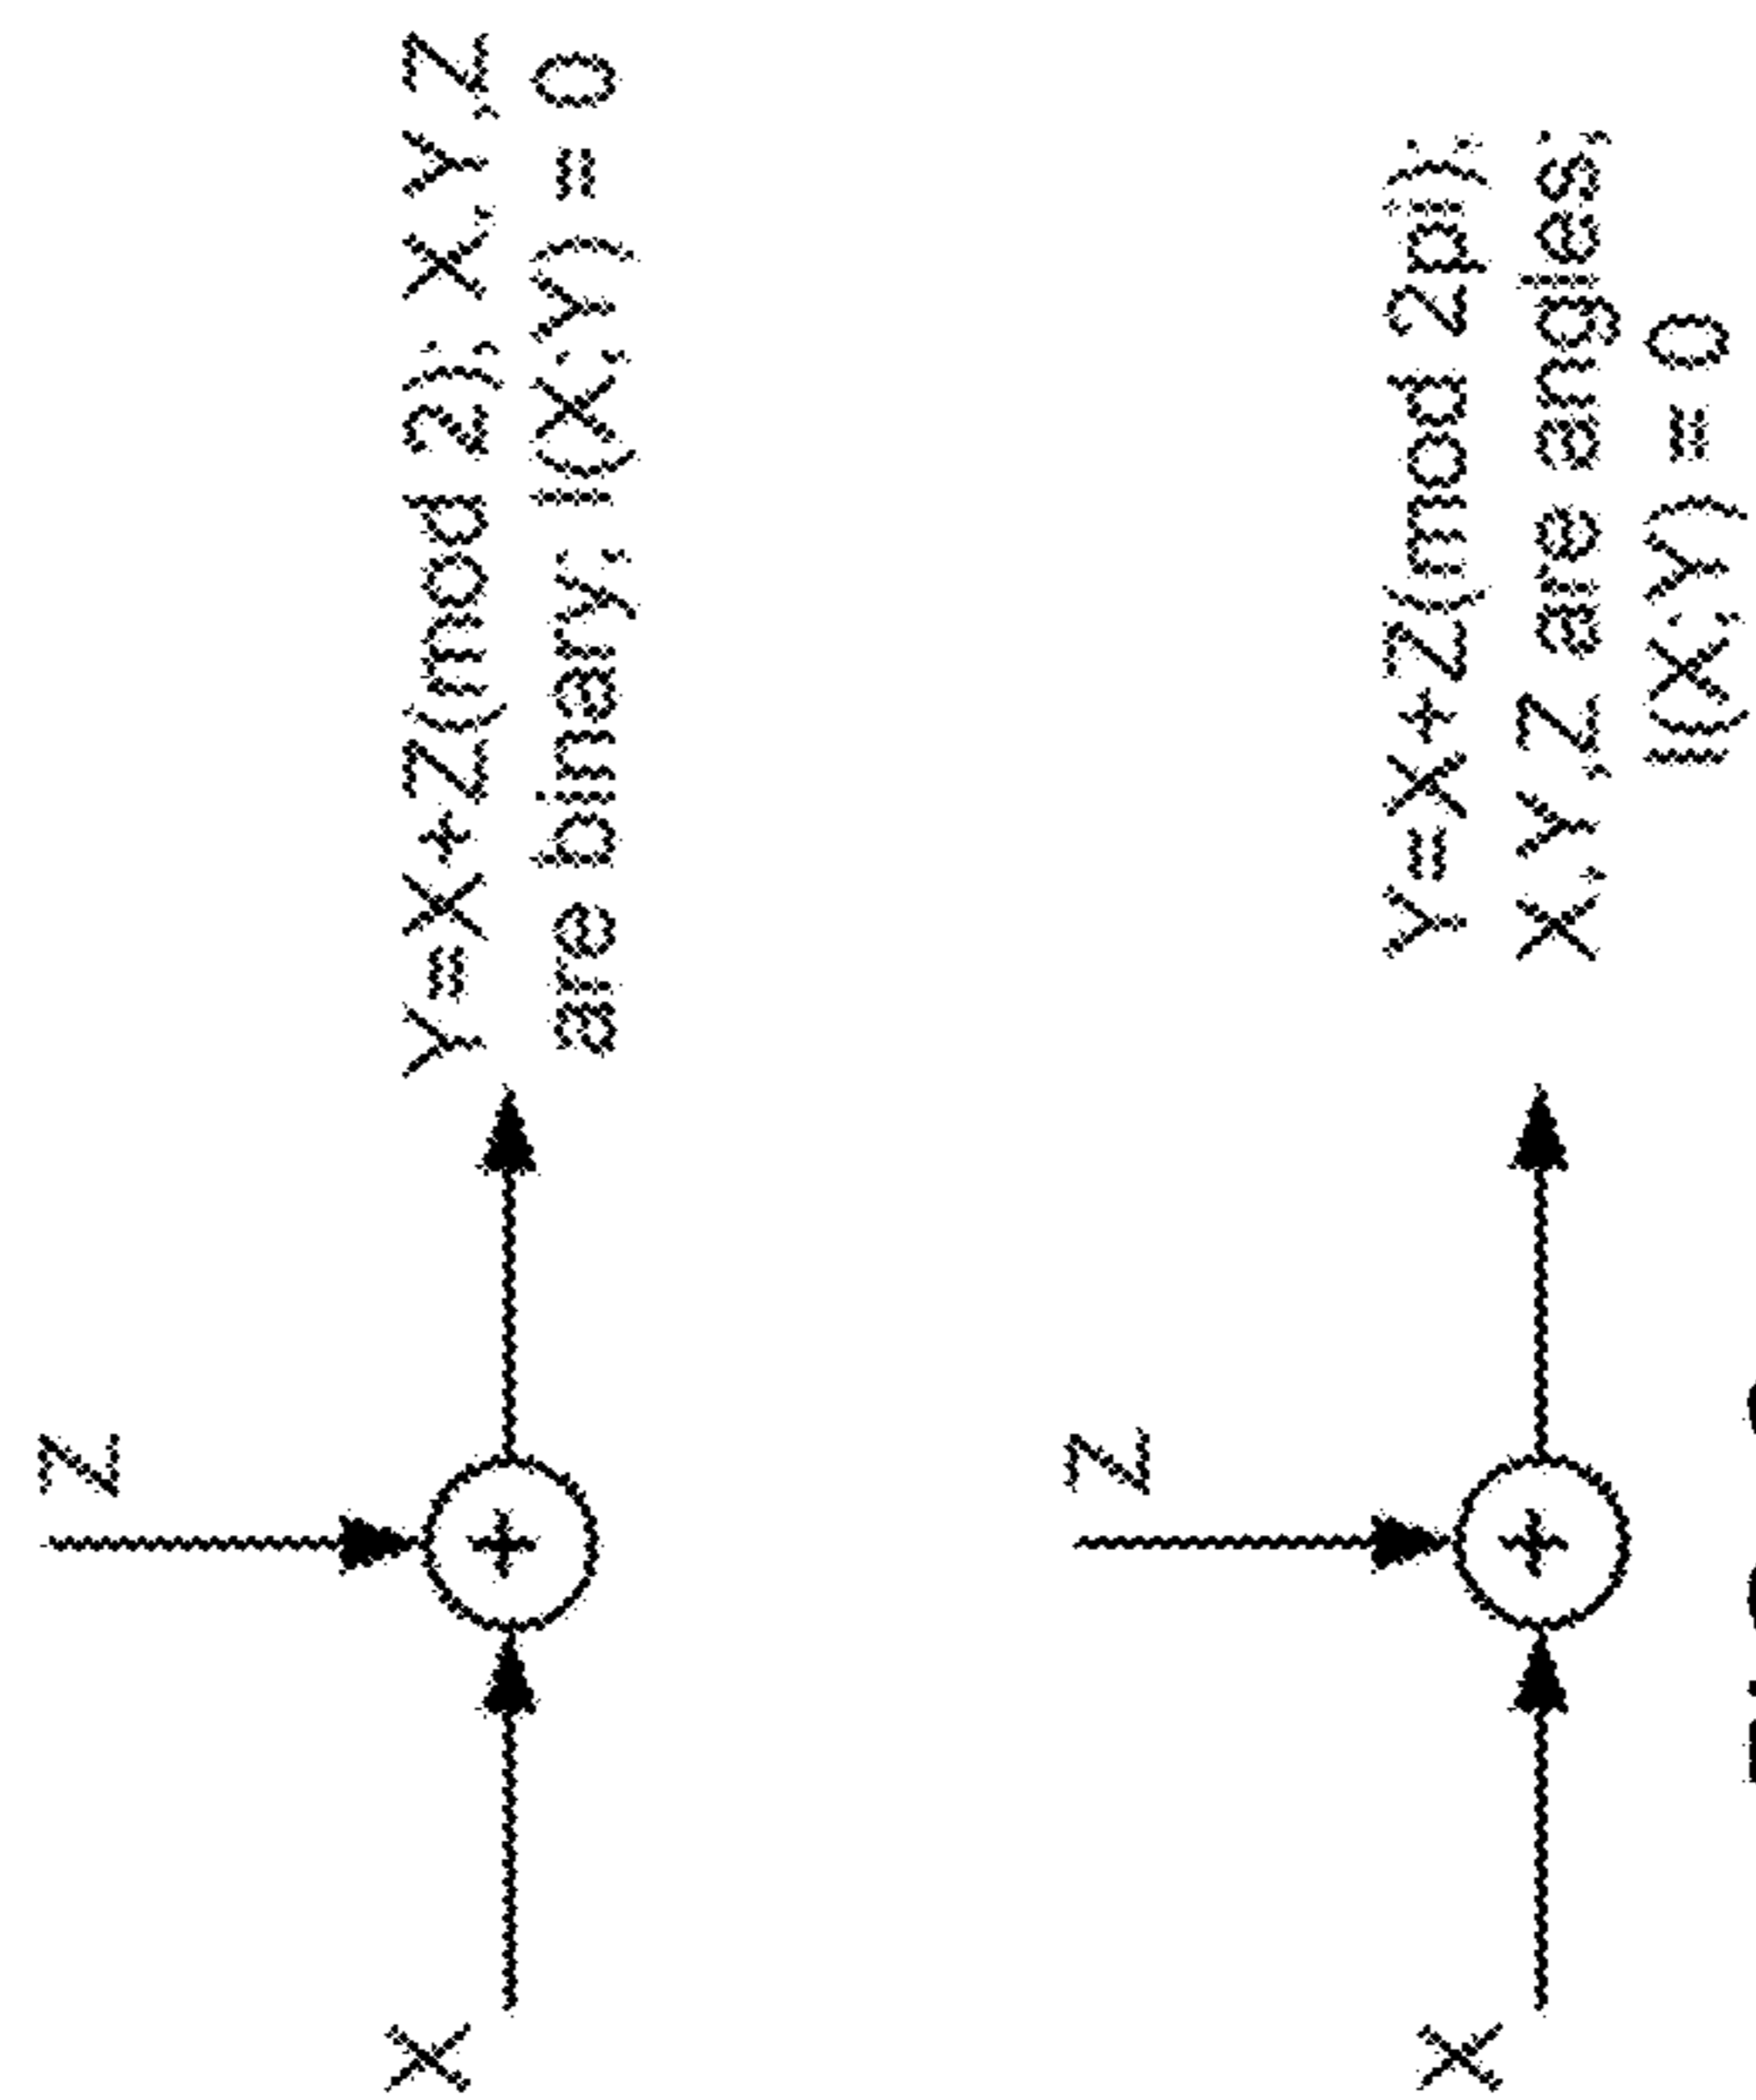 Z
Y=X+Z(mod 2); X,Y,Z
are binary; I(X;Y) = 0
X
Z
Y=X+Z(mod 2pi);
X,Y,Z are angles;
I(X;Y) = 0
X